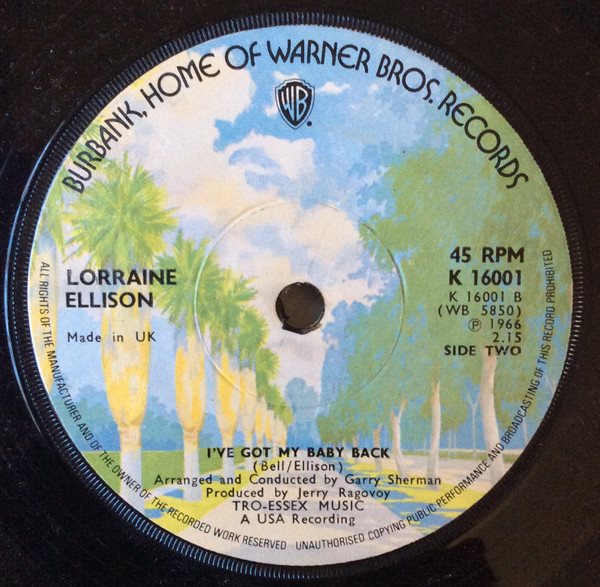 BURBANK, HOME OF WARNER BROS. RECORDS
WB
LORRAINE
ELLISON
Made in UK
45 RPM
K 16001
K 16001 B
(WB 5850)
Ⓟ 1966
2.15
SIDE TWO
I'VE GOT MY BABY BACK
(Bell/Ellison)
Arranged and Conducted by Garry Sherman
Produced by Jerry Ragovoy
TRO-ESSEX MUSIC
A USA Recording
ALL RIGHTS OF THE MANUFACTURER AND OF THE OWNER OF THE RECORDED WORK RESERVED UNAUTHORISED COPYING PUBLIC PERFORMANCE AND BROADCASTING OF THIS RECORD PROHIBITED